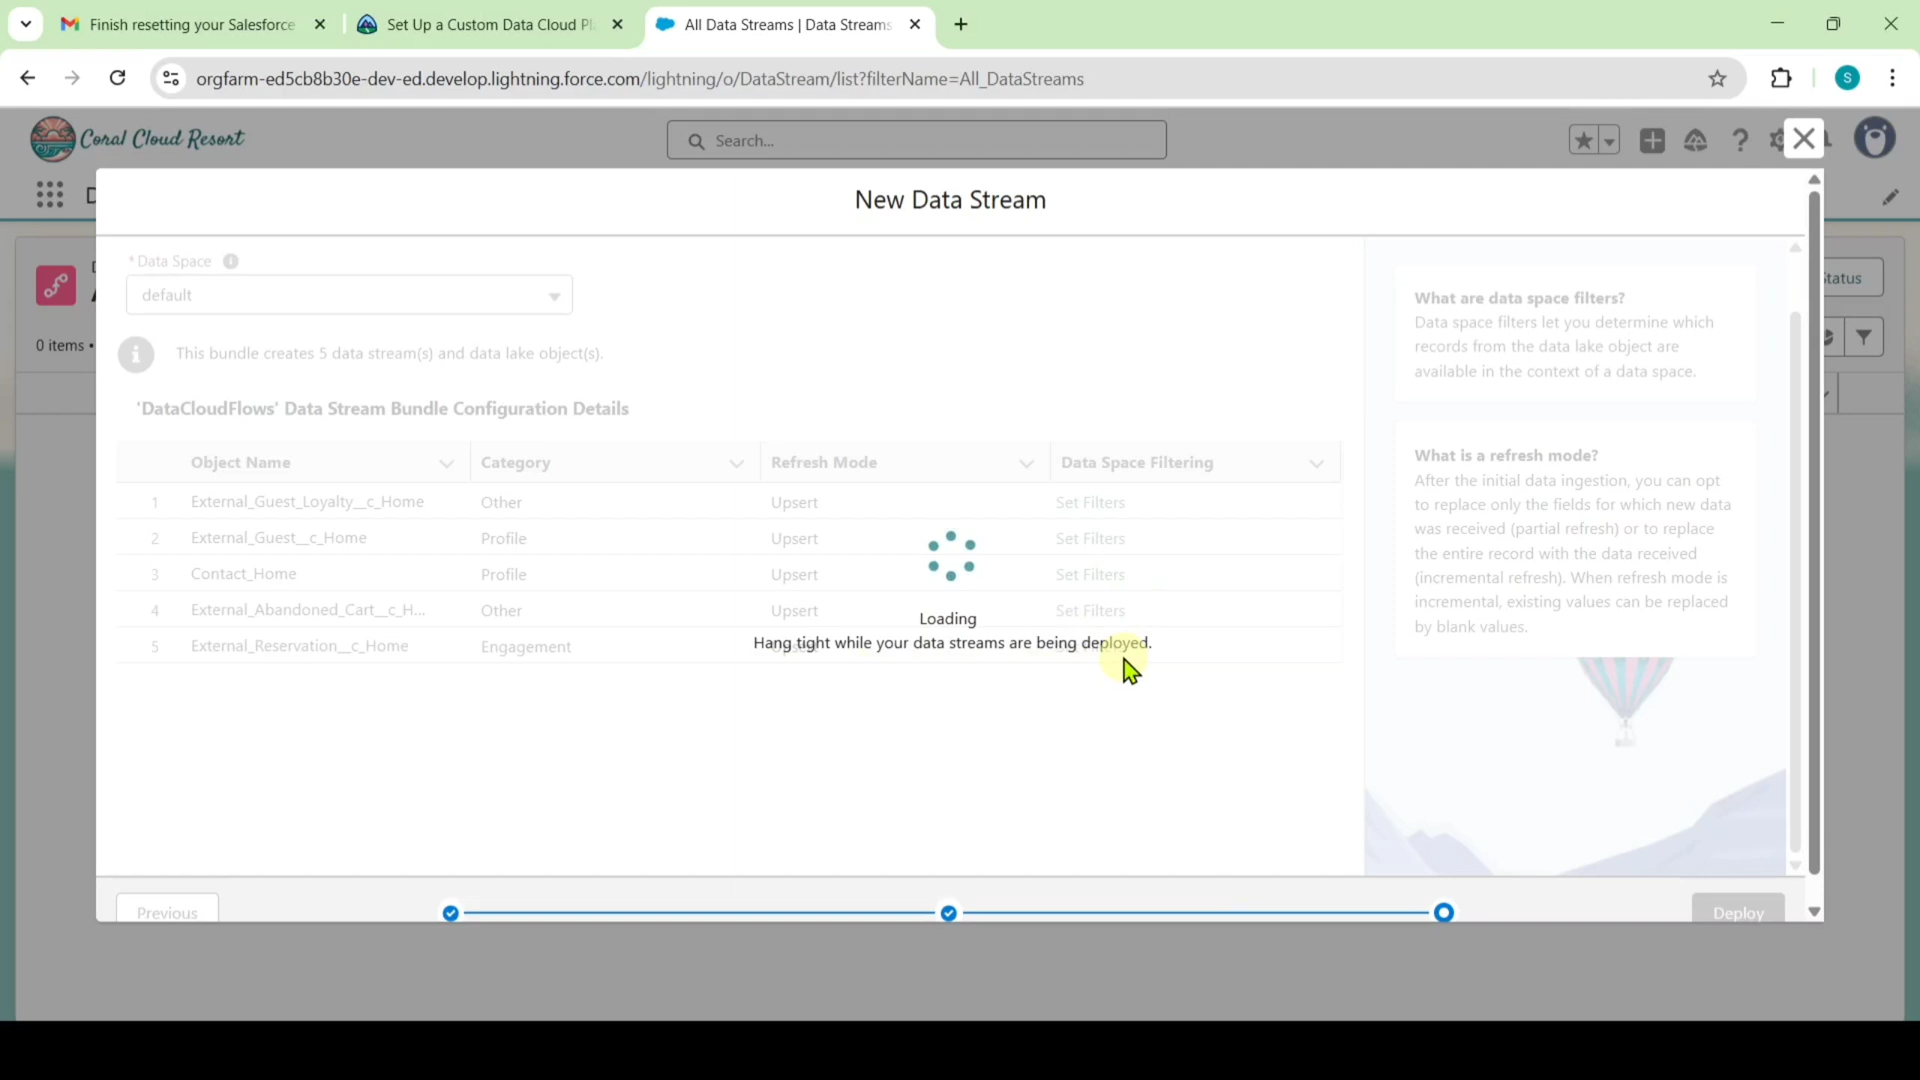 Finish resetting your Salesforce
Set Up a Custom Data Cloud Pl
All Data Streams | Data Streams
orgfarm-ed5cb8b30e-dev-ed.develop.lightning.force.com/lightning/o/DataStream/list?filterName=All_DataStreams
S
Coral Cloud Resort
Search...
New Data Stream
* Data Space
default
Status
0 items •
This bundle creates 5 data stream(s) and data lake object(s).
'DataCloudFlows' Data Stream Bundle Configuration Details
Object Name Category Refresh Mode Data Space Filtering
1 External_Guest_Loyalty__c_Home Other Upsert Set Filters
2 External_Guest__c_Home Profile Upsert Set Filters
3 Contact_Home Profile Upsert Set Filters
4 External_Abandoned_Cart__c_H... Other Upsert Set Filters
5 External_Reservation__c_Home Engagement
Loading
Hang tight while your data streams are being deployed.
What are data space filters?
Data space filters let you determine which
records from the data lake object are
available in the context of a data space.
What is a refresh mode?
After the initial data ingestion, you can opt
to replace only the fields for which new data
was received (partial refresh) or to replace
the entire record with the data received
(incremental refresh). When refresh mode is
incremental, existing values can be replaced
by blank values.
Previous
Deploy